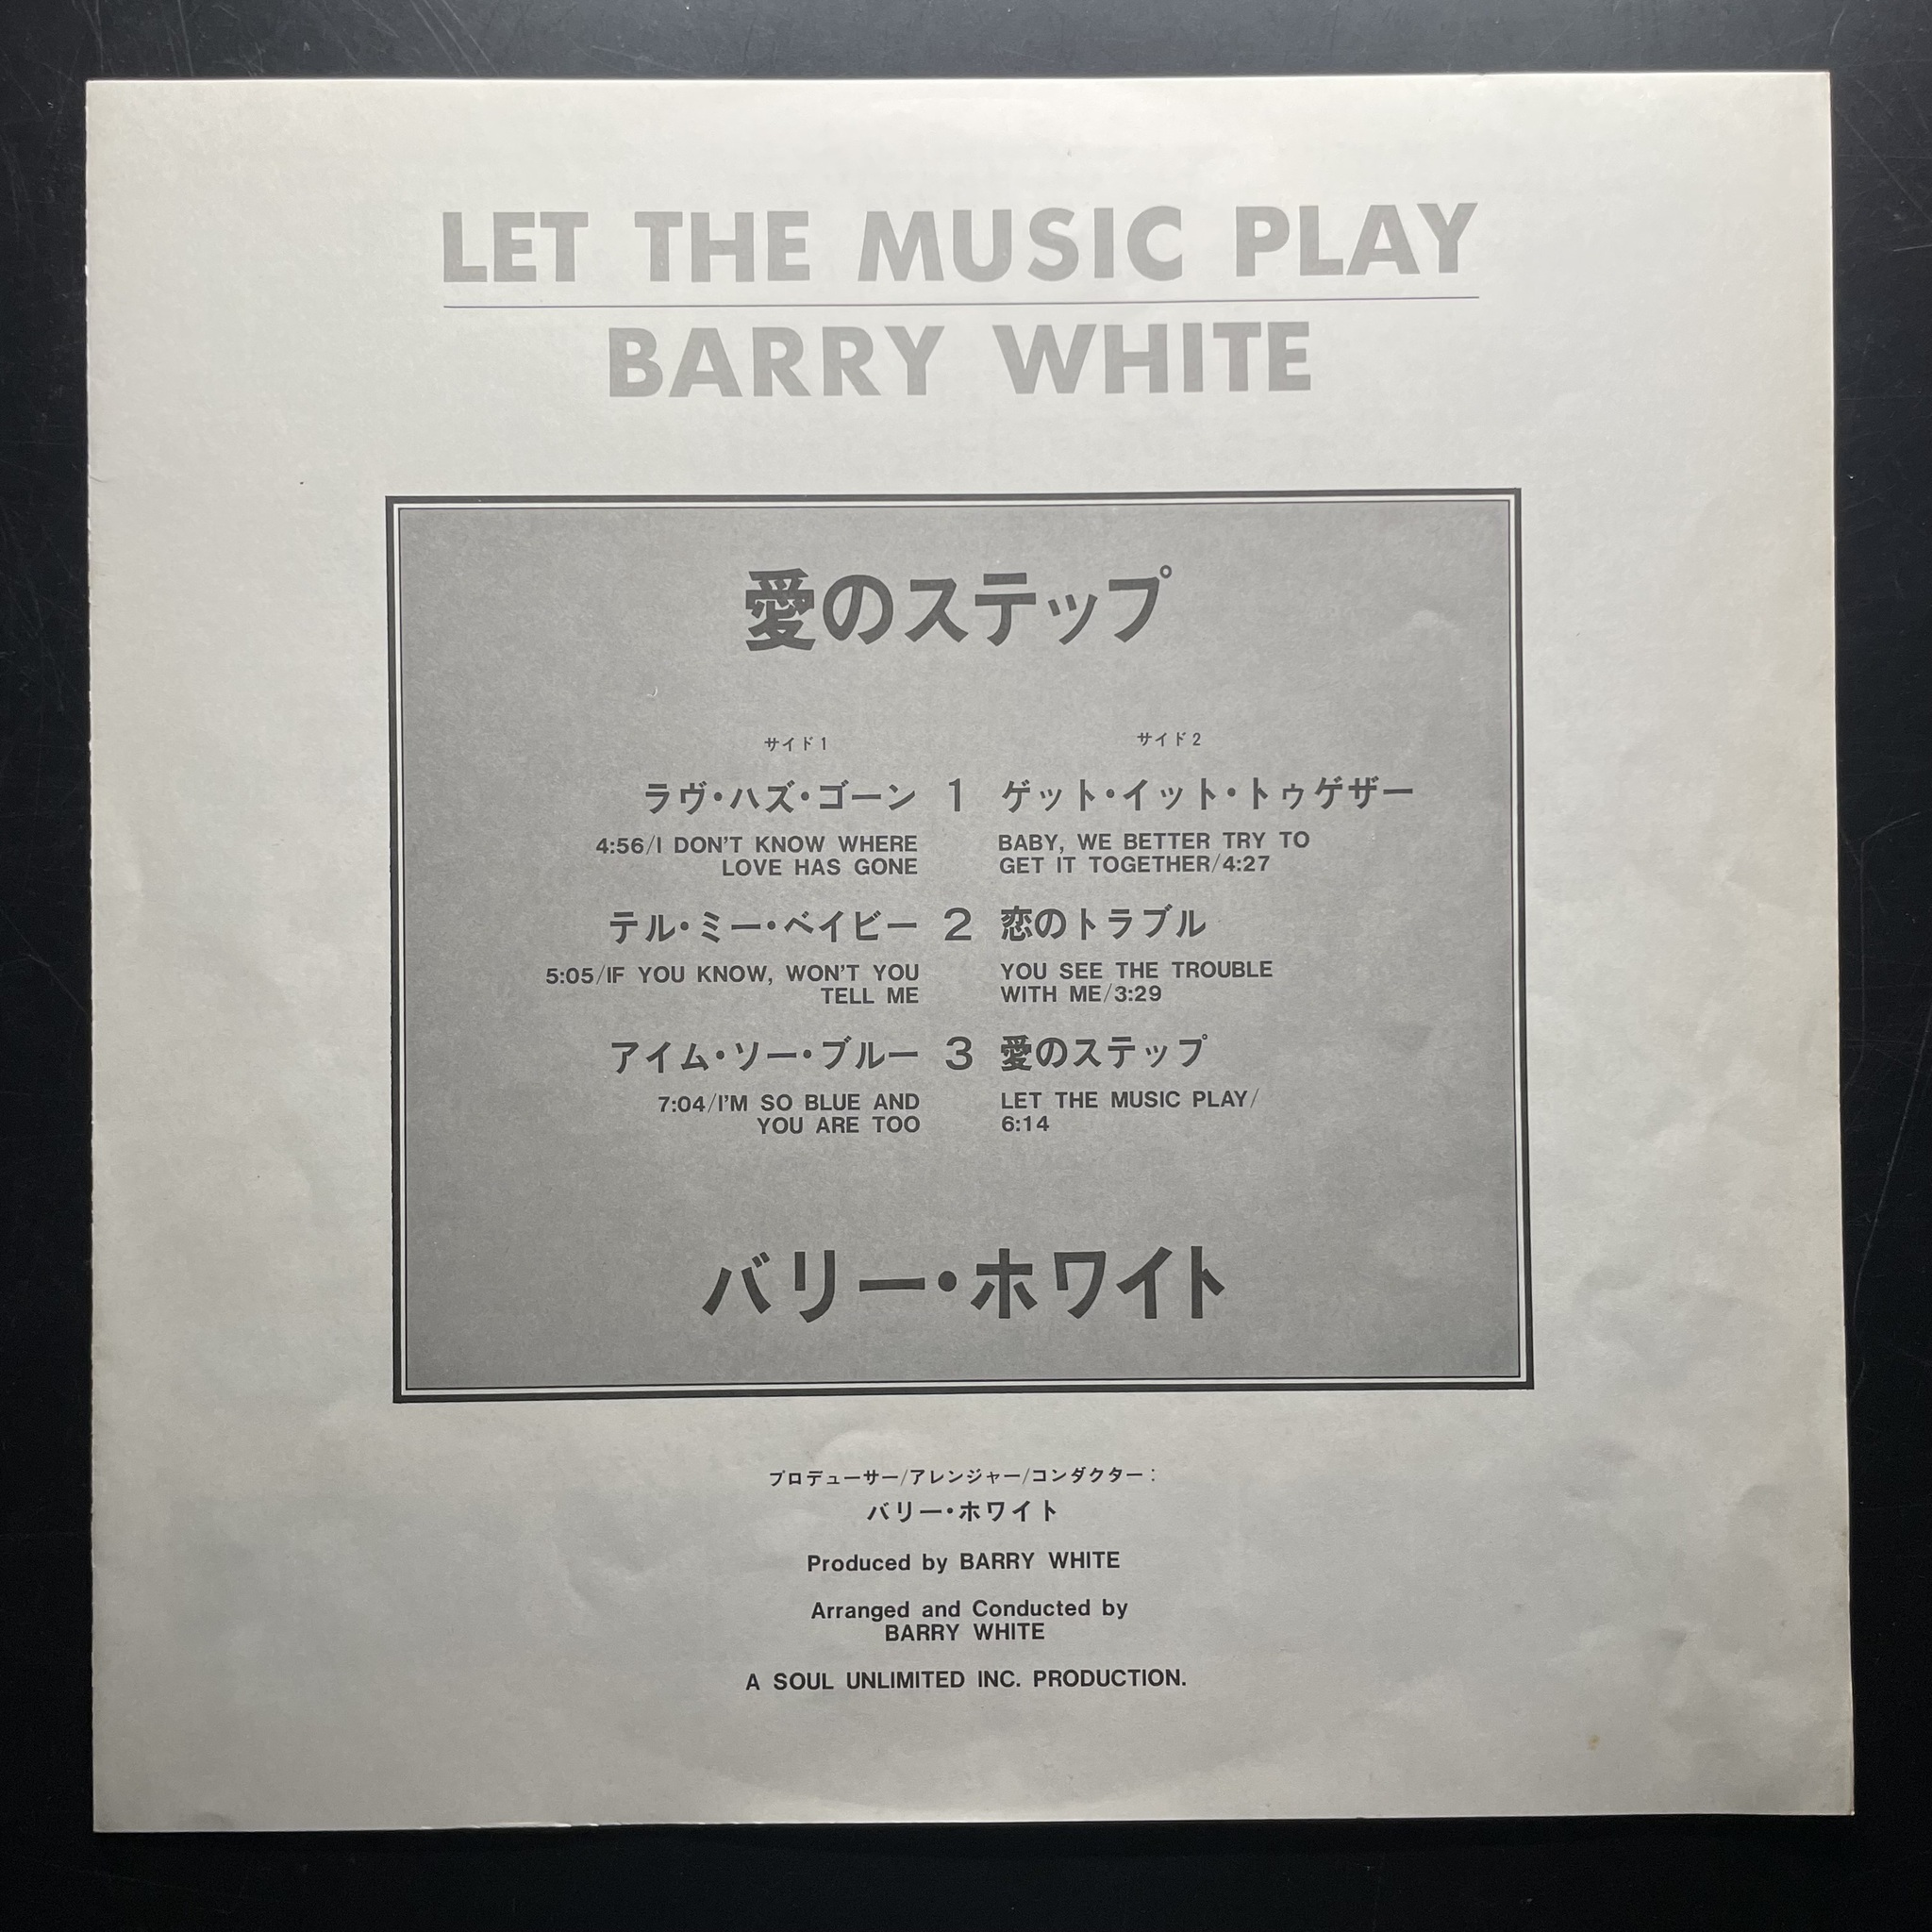 LET THE MUSIC PLAY
BARRY WHITE
愛のステップ
サイド1
ラヴ・ハズ・ゴーン 1
4:56/I DON'T KNOW WHERE
LOVE HAS GONE
テル・ミー・ベイビー 2
5:05/IF YOU KNOW, WON'T YOU
TELL ME
アイム・ソー・ブルー 3
7:04/I'M SO BLUE AND
YOU ARE TOO
サイド2
ゲット・イット・トゥゲザー
BABY, WE BETTER TRY TO
GET IT TOGETHER/4:27
恋のトラブル
YOU SEE THE TROUBLE
WITH ME/3:29
愛のステップ
LET THE MUSIC PLAY/
6:14
バリー・ホワイト
プロデューサー/アレンジャー/コンダクター:
バリー・ホワイト
Produced by BARRY WHITE
Arranged and Conducted by
BARRY WHITE
A SOUL UNLIMITED INC. PRODUCTION.